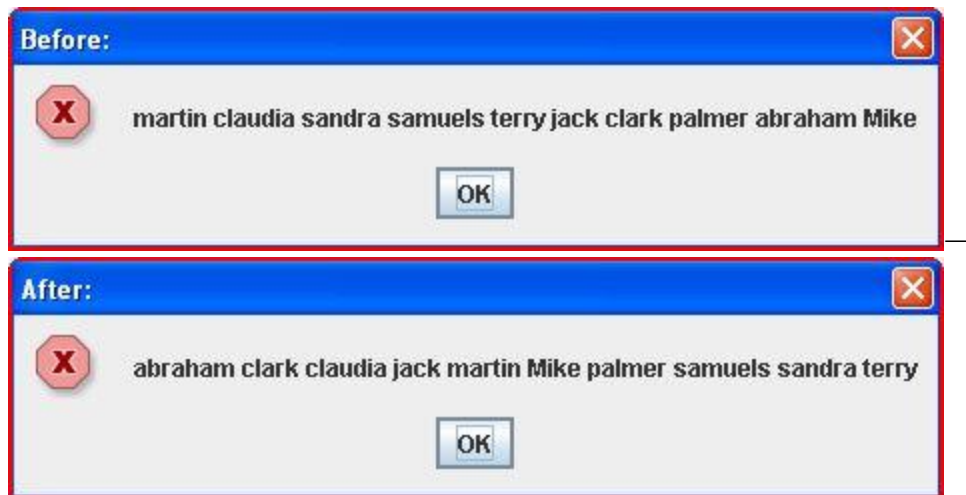 Before:
martin claudia sandra samuels terry jack clark palmer abraham Mike
OK
After:
abraham clark claudia jack martin Mike palmer samuels sandra terry
OK